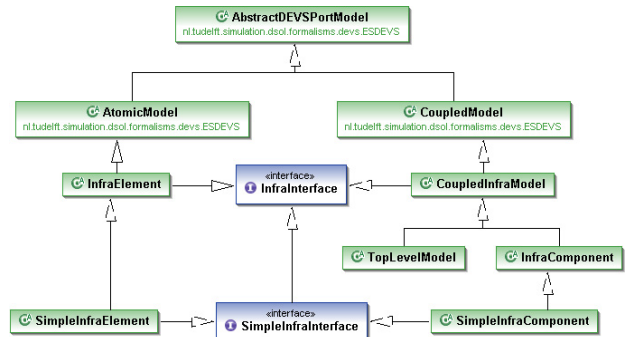 AbstractDEVSPortModel
nl.tudelft.simulation.dsol.formalisms.devs.ESDEVS
AtomicModel
nl.tudelft.simulation.dsol.formalisms.devs.ESDEVS
CoupledModel
nl.tudelft.simulation.dsol.formalisms.devs.ESDEVS
InfraElement
«interface»
InfraInterface
CoupledInfraModel
TopLevelModel
InfraComponent
SimpleInfraElement
«interface»
SimpleInfraInterface
SimpleInfraComponent